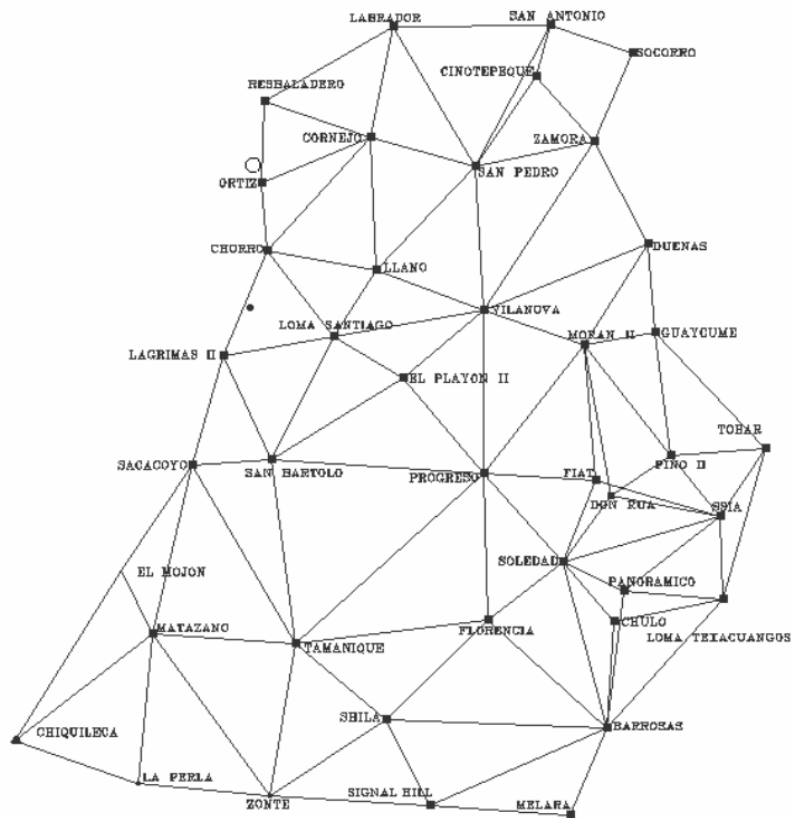 LABRADOR
SAN ANTONIO
SOCORRO
CINOTEPEQUE
RESBALADERO
CORNEJO
ZAMORA
SAN PEDRO
ORTIZ
CHORRO
DUENAS
LLANO
VILANOVA
LOMA SANTIAGO
MORAN II
GUAYCUME
LAGRIMAS II
EL PLAYON II
TOBAR
PINO II
SACACOYO
SAN BARTOLO
PROGRESO
FIAT
DON RUA
SPIA
SOLEDAD
EL MOJON
PANORAMICO
MATAZANO
TAMANIQUE
FLORENCIA
CHULO
LOMA TEXACUANGOS
SHILA
BARROSAS
CHIQUILECA
LA PERLA
ZONTE
SIGNAL HILL
MELARA